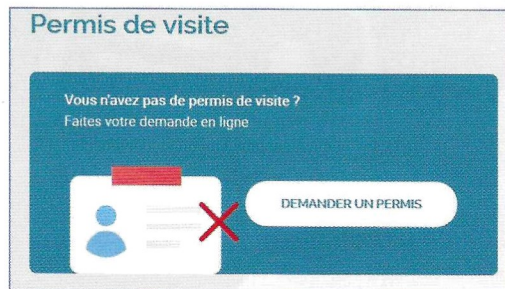 Permis de visite
Vous n'avez pas de permis de visite ?
Faites votre demande en ligne
DEMANDER UN PERMIS